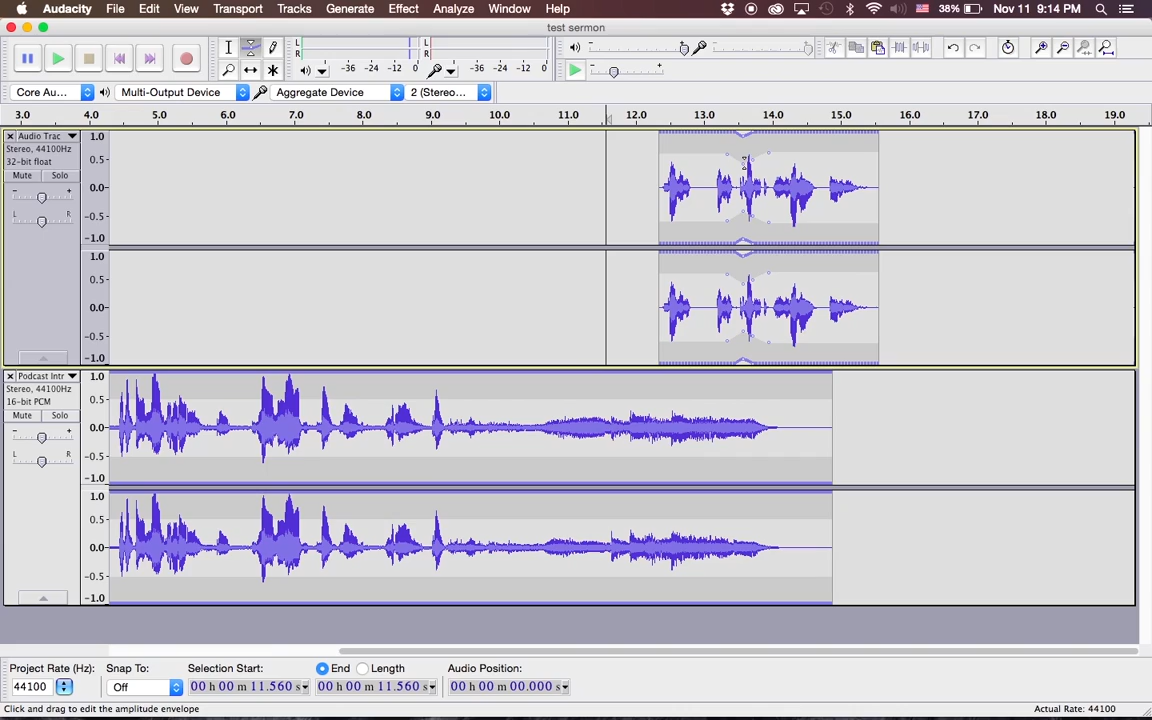 Audacity File Edit View Transport Tracks Generate Effect Analyze Window Help 38% Nov 11 9:14 PM
test sermon
L
R
-36 -24 -12 0
L
R
-36 -24 -12 0
Core Au... Multi-Output Device Aggregate Device 2 (Stereo...
3.0 4.0 5.0 6.0 7.0 8.0 9.0 10.0 11.0 12.0 13.0 14.0 15.0 16.0 17.0 18.0 19.0
Audio Trac
Stereo, 44100Hz
32-bit float
Mute Solo
- +
L R
1.0
0.5
0.0
-0.5
-1.0
1.0
0.5
0.0
-0.5
-1.0
Podcast Intr
Stereo, 44100Hz
16-bit PCM
Mute Solo
- +
L R
1.0
0.5
0.0
-0.5
-1.0
1.0
0.5
0.0
-0.5
-1.0
Project Rate (Hz): Snap To: Selection Start: End Length Audio Position:
44100 Off 00 h 00 m 11.560 s 00 h 00 m 11.560 s 00 h 00 m 00.000 s
Click and drag to edit the amplitude envelope Actual Rate: 44100